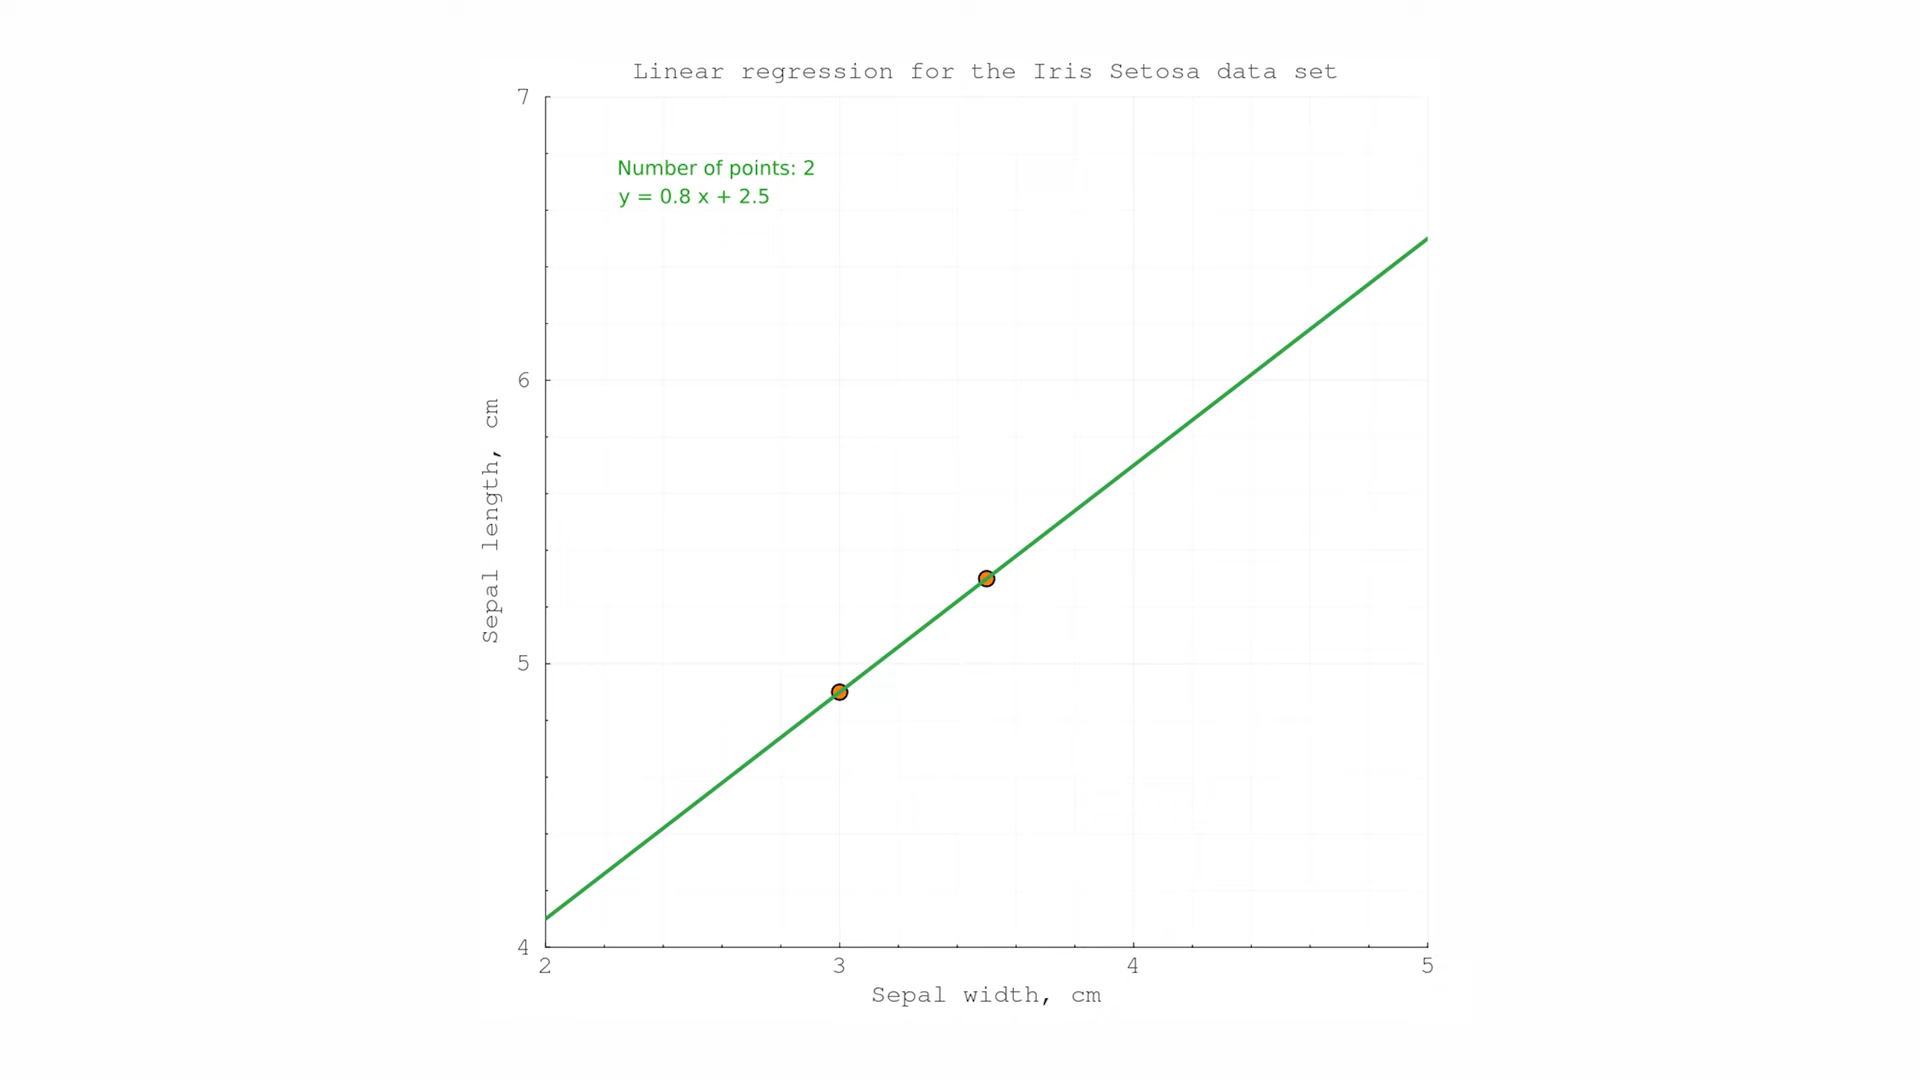 Linear regression for the Iris Setosa data set
Number of points: 2
y = 0.8 x + 2.5
7
6
5
4
Sepal length, cm
2 3 4 5
Sepal width, cm